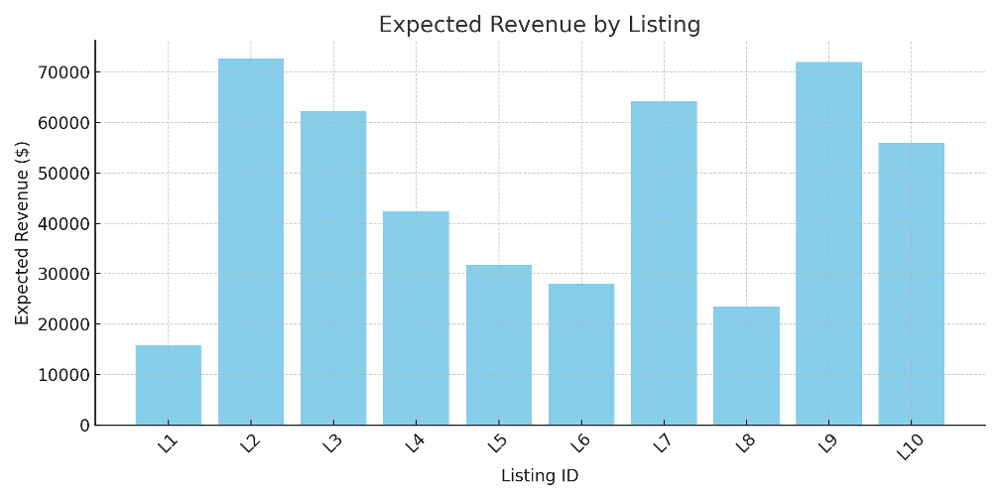 Expected Revenue by Listing
Expected Revenue ($)
70000
60000
50000
40000
30000
20000
10000
0
L1 L2 L3 L4 L5 L6 L7 L8 L9 L10
Listing ID